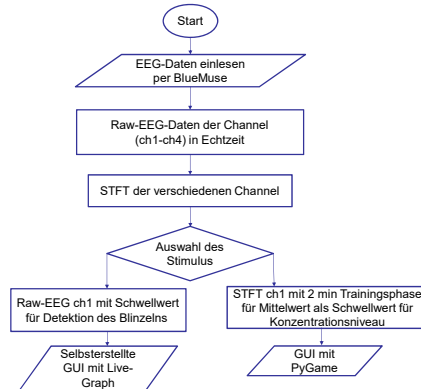 Start
EEG-Daten einlesen
per BlueMuse
Raw-EEG-Daten der Channel
(ch1-ch4) in Echtzeit
STFT der verschiedenen Channel
Auswahl des
Stimulus
Raw-EEG ch1 mit Schwellwert
für Detektion des Blinzelns
STFT ch1 mit 2 min Trainingsphase
für Mittelwert als Schwellwert für
Konzentrationsniveau
Selbsterstellte
GUI mit Live-
Graph
GUI mit
PyGame